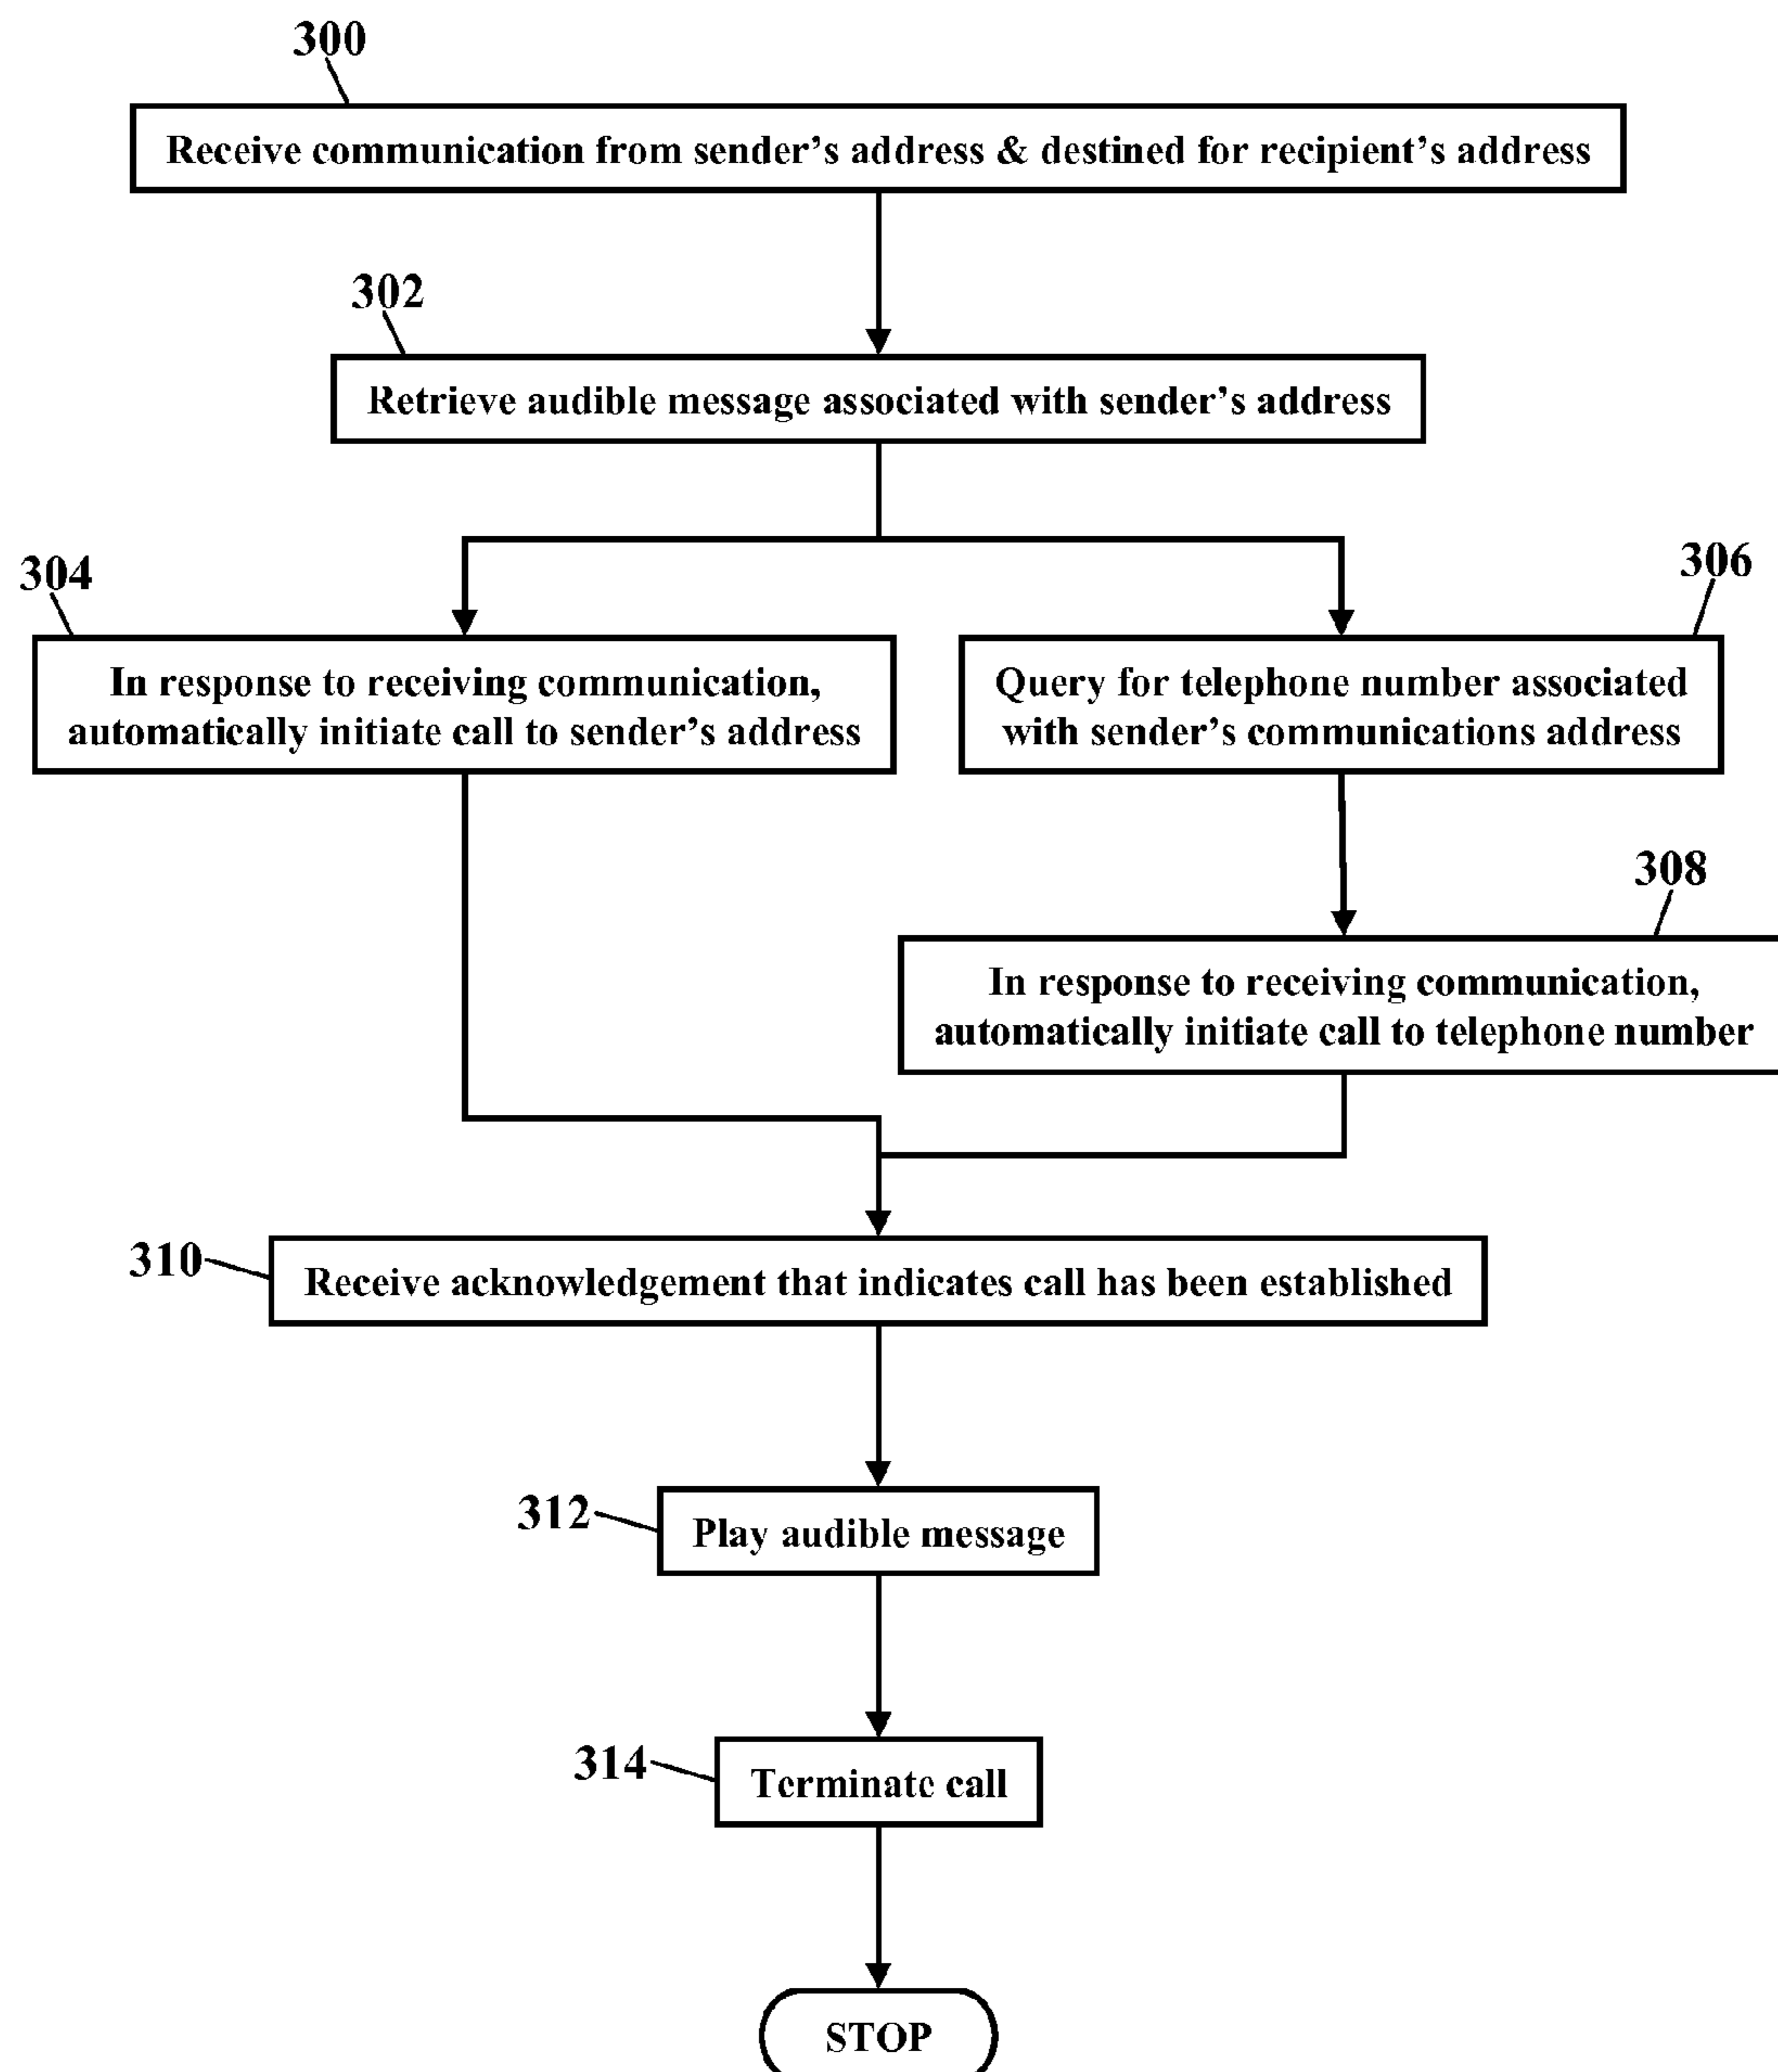 300
Receive communication from sender’s address & destined for recipient’s address
302
Retrieve audible message associated with sender’s address
304
In response to receiving communication,
automatically initiate call to sender’s address
306
Query for telephone number associated
with sender’s communications address
308
In response to receiving communication,
automatically initiate call to telephone number
310
Receive acknowledgement that indicates call has been established
312
Play audible message
314
Terminate call
STOP